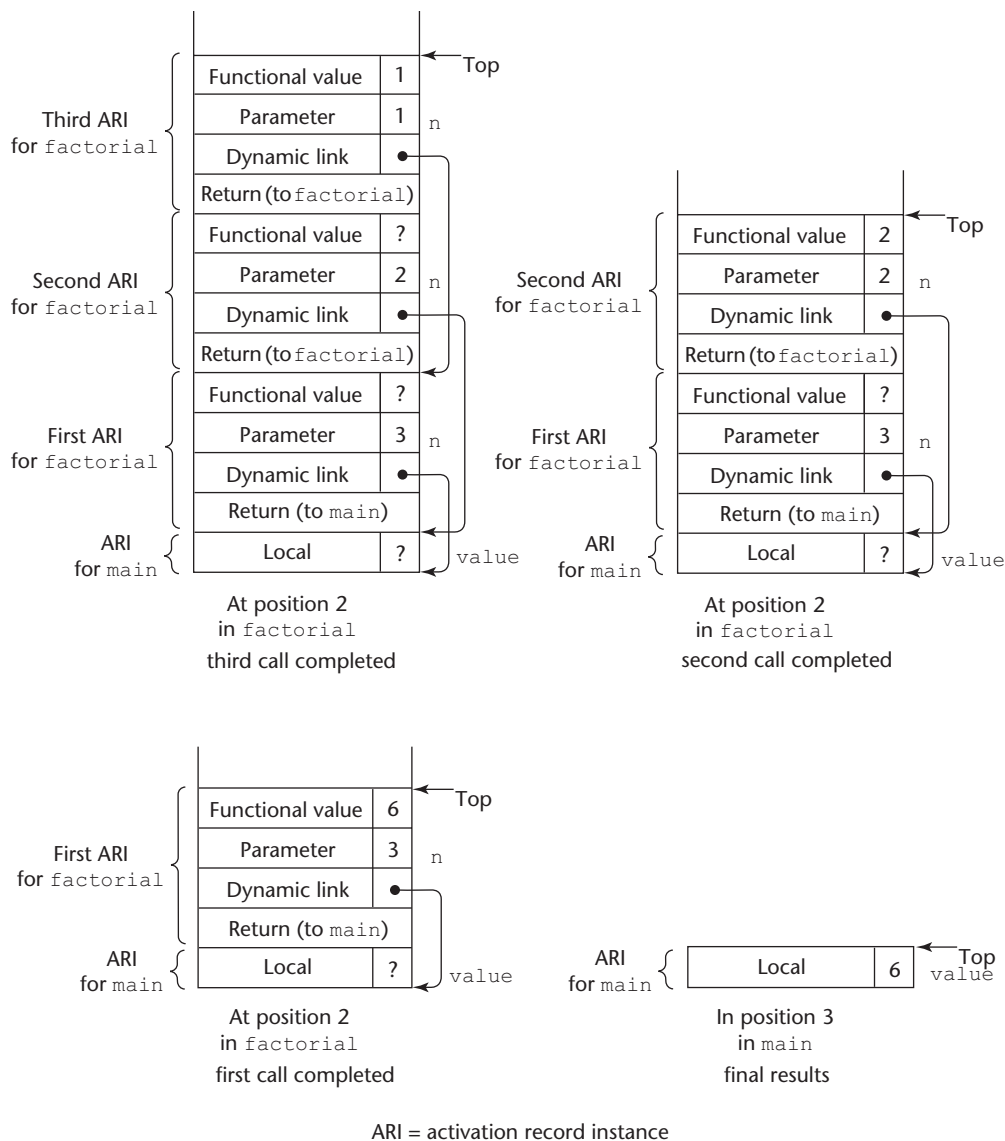 Top
Functional value 1
Third ARI
for factorial
Parameter 1 n
Dynamic link
Return (to factorial)
Functional value ?
Second ARI
for factorial
Parameter 2 n
Dynamic link
Return (to factorial)
Functional value ?
First ARI
for factorial
Parameter 3 n
Dynamic link
Return (to main)
ARI
for main
Local ? value
At position 2
in factorial
third call completed
Top
Functional value 2
Second ARI
for factorial
Parameter 2 n
Dynamic link
Return (to factorial)
Functional value ?
First ARI
for factorial
Parameter 3 n
Dynamic link
Return (to main)
ARI
for main
Local ? value
At position 2
in factorial
second call completed
Top
Functional value 6
First ARI
for factorial
Parameter 3 n
Dynamic link
Return (to main)
ARI
for main
Local ? value
At position 2
in factorial
first call completed
ARI
for main
Local 6
Top
value
In position 3
in main
final results
ARI = activation record instance